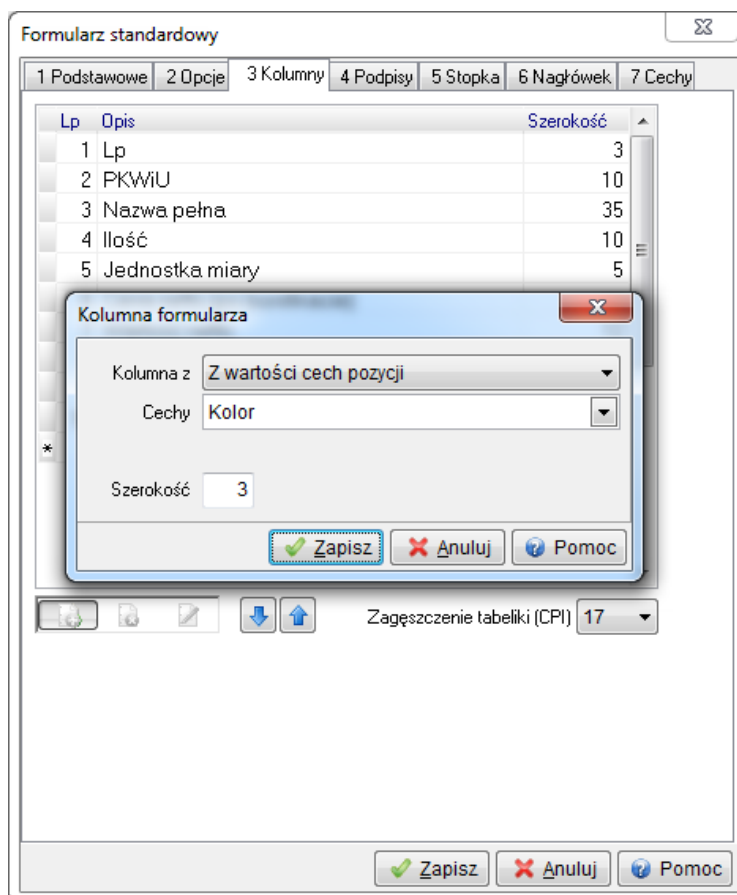 Formularz standardowy
1 Podstawowe 2 Opcje 3 Kolumny 4 Podpisy 5 Stopka 6 Nagłówek 7 Cechy
Lp Opis Szerokość
1 Lp 3
2 PKWiU 10
3 Nazwa pełna 35
4 Ilość 10
5 Jednostka miary 5
Kolumna formularza
Kolumna z Z wartości cech pozycji
Cechy Kolor
*
Szerokość 3
Zapisz Anuluj Pomoc
Zagęszczenie tabeliki (CPI) 17
Zapisz Anuluj Pomoc